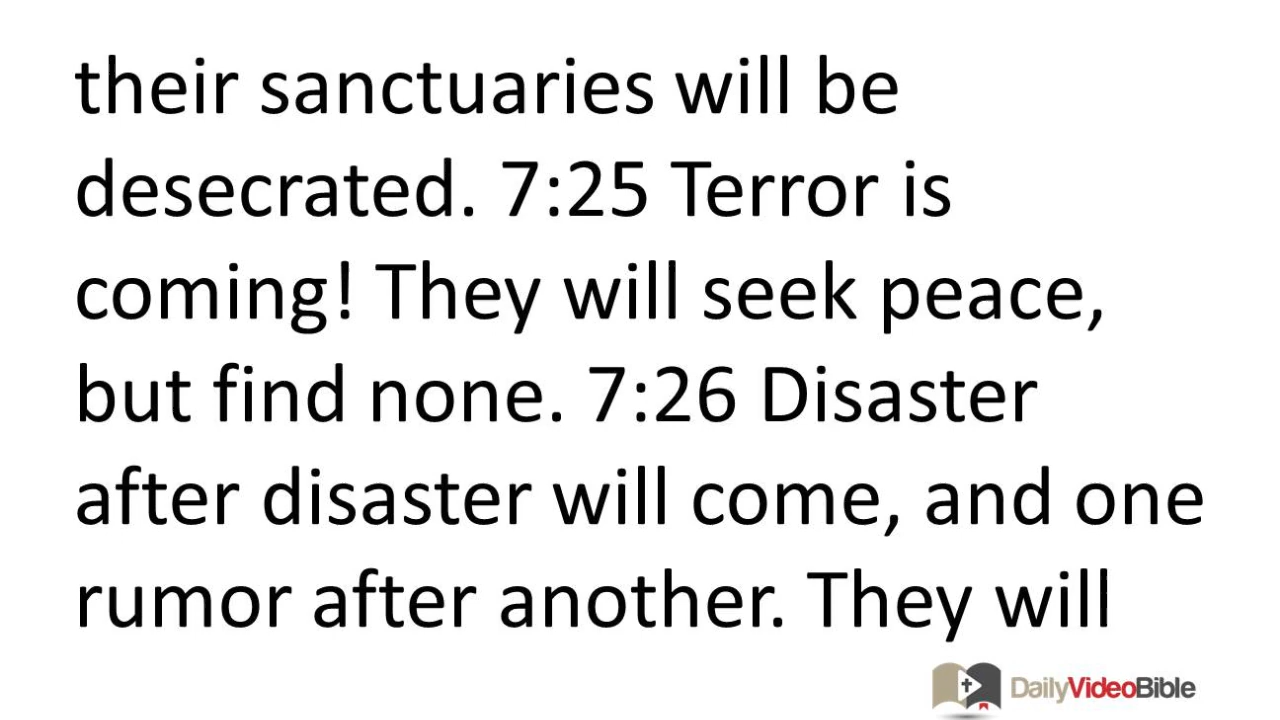 their sanctuaries will be
desecrated. 7:25 Terror is
coming! They will seek peace,
but find none. 7:26 Disaster
after disaster will come, and one
rumor after another. They will
DailyVideoBible